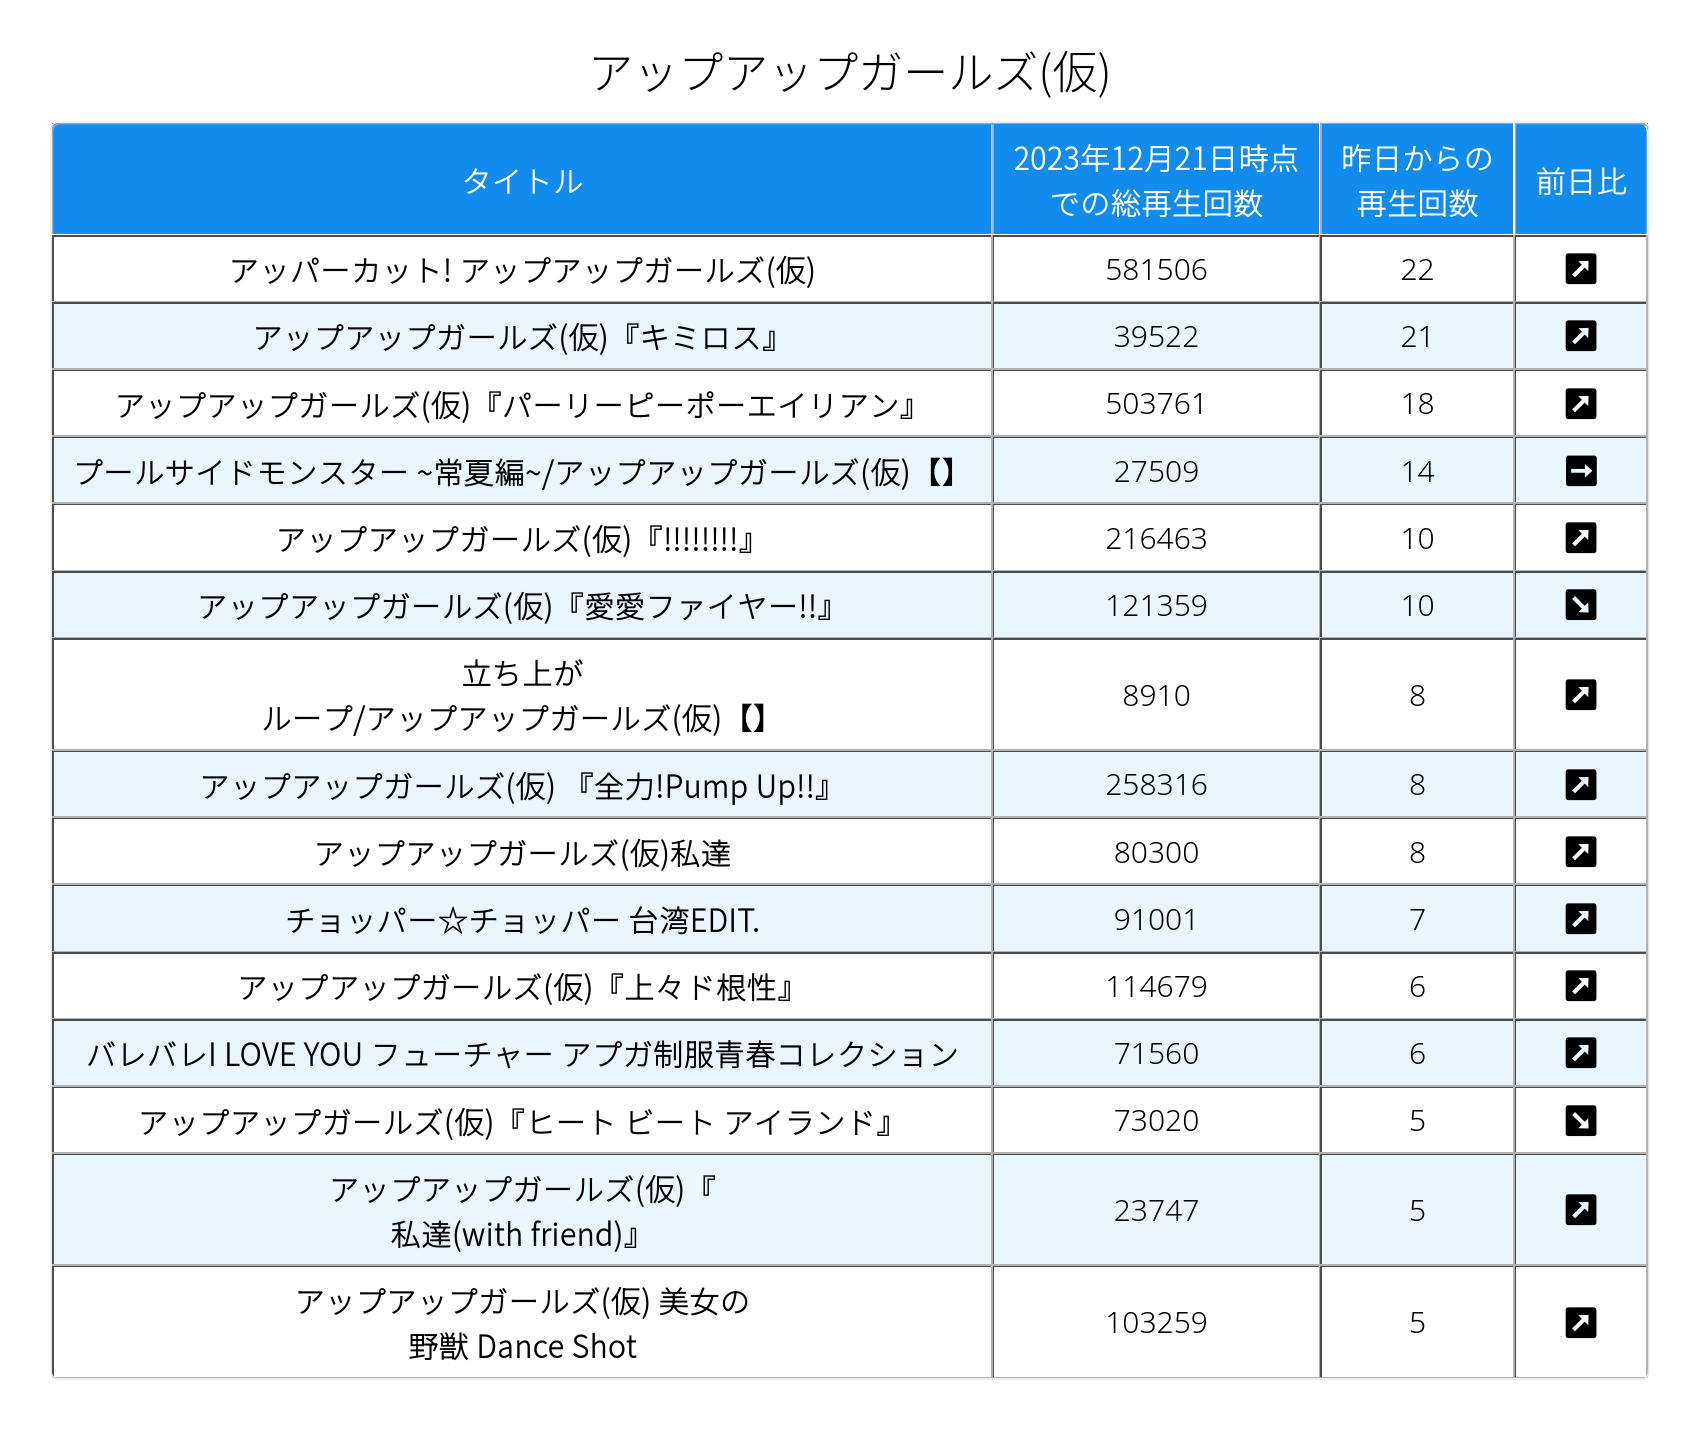 アップアップガールズ(仮)
タイトル
2023年12月21日時点
での総再生回数
昨日からの
再生回数
前日比
アッパーカット! アップアップガールズ(仮)
581506
22
アップアップガールズ(仮)『キミロス』
39522
21
アップアップガールズ(仮)『パーリーピーポーエイリアン』
503761
18
プールサイドモンスター ~常夏編~/アップアップガールズ(仮)【】
27509
14
アップアップガールズ(仮)『!!!!!!!!』
216463
10
アップアップガールズ(仮)『愛愛ファイヤー!!』
121359
10
立ち上が
ループ/アップアップガールズ(仮)【】
8910
8
アップアップガールズ(仮) 『全力!Pump Up!!』
258316
8
アップアップガールズ(仮)私達
80300
8
チョッパー☆チョッパー 台湾EDIT.
91001
7
アップアップガールズ(仮)『上々ド根性』
114679
6
バレバレI LOVE YOU フューチャー アプガ制服青春コレクション
71560
6
アップアップガールズ(仮)『ヒート ビート アイランド』
73020
5
アップアップガールズ(仮)『
私達(with friend)』
23747
5
アップアップガールズ(仮) 美女の
野獣 Dance Shot
103259
5